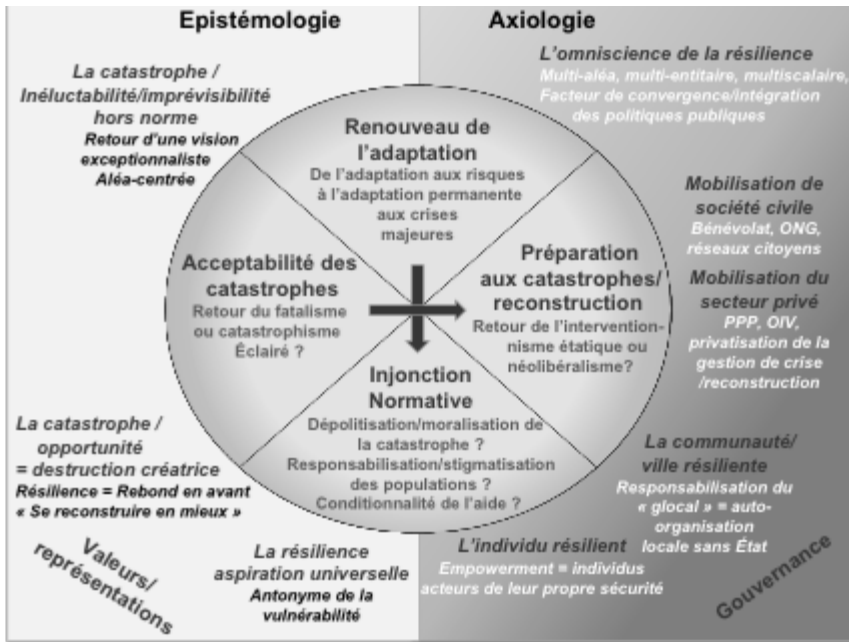 Epistémologie
Axiologie
La catastrophe /
Inéluctabilité/imprévisibilité
hors norme
Retour d'une vision
exceptionnaliste
Aléa-centrée
L'omniscience de la résilience
Multi-aléa, multi-entitaire, multiscalaire,
Facteur de convergence/intégration
des politiques publiques
Renouveau de
l'adaptation
De l'adaptation aux risques
à l'adaptation permanente
aux crises
majeures
Mobilisation de
société civile
Bénévolat, ONG,
réseaux citoyens
Acceptabilité des
catastrophes
Retour du fatalisme
ou catastrophisme
Éclairé ?
Préparation
aux catastrophes/
reconstruction
Retour de l'intervention-
nisme étatique ou
néolibéralisme?
Mobilisation du
secteur privé
PPP, OIV,
privatisation de la
gestion de crise
/reconstruction
Injonction
Normative
Dépolitisation/moralisation de
la catastrophe ?
Responsabilisation/stigmatisation
des populations ?
Conditionnalité de l'aide ?
La catastrophe /
opportunité
= destruction créatrice
Résilience = Rebond en avant
« Se reconstruire en mieux »
La communauté/
ville résiliente
Responsabilisation du
« glocal » = auto-
organisation
locale sans État
Valeurs/
représentations
La résilience
aspiration universelle
Antonyme de la
vulnérabilité
L'individu résilient
Empowerment = individus
acteurs de leur propre sécurité
Gouvernance